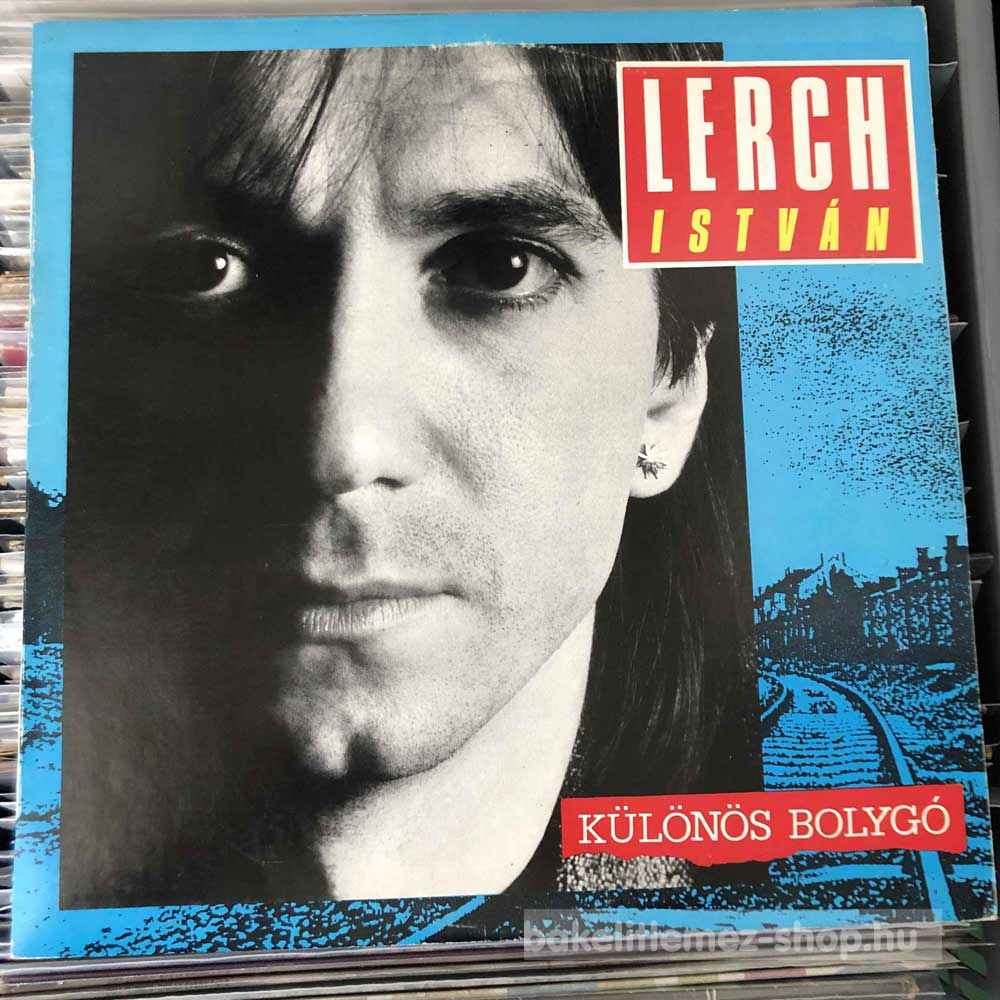 LERCH
ISTVÁN
KÜLÖNÖS BOLYGÓ
bakelitlemez-shop.hu